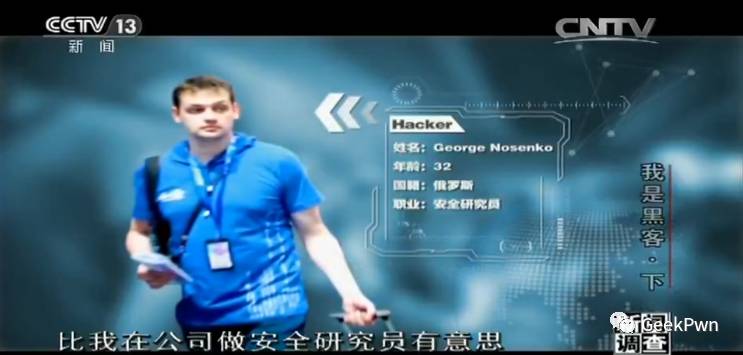 CCTV 13
新闻
CNTV
Hacker
姓名：George Nosenko
年龄：32
国籍：俄罗斯
职业：安全研究员
我是黑客·下
新闻
调查
GeekPwn
比我在公司做安全研究员有意思